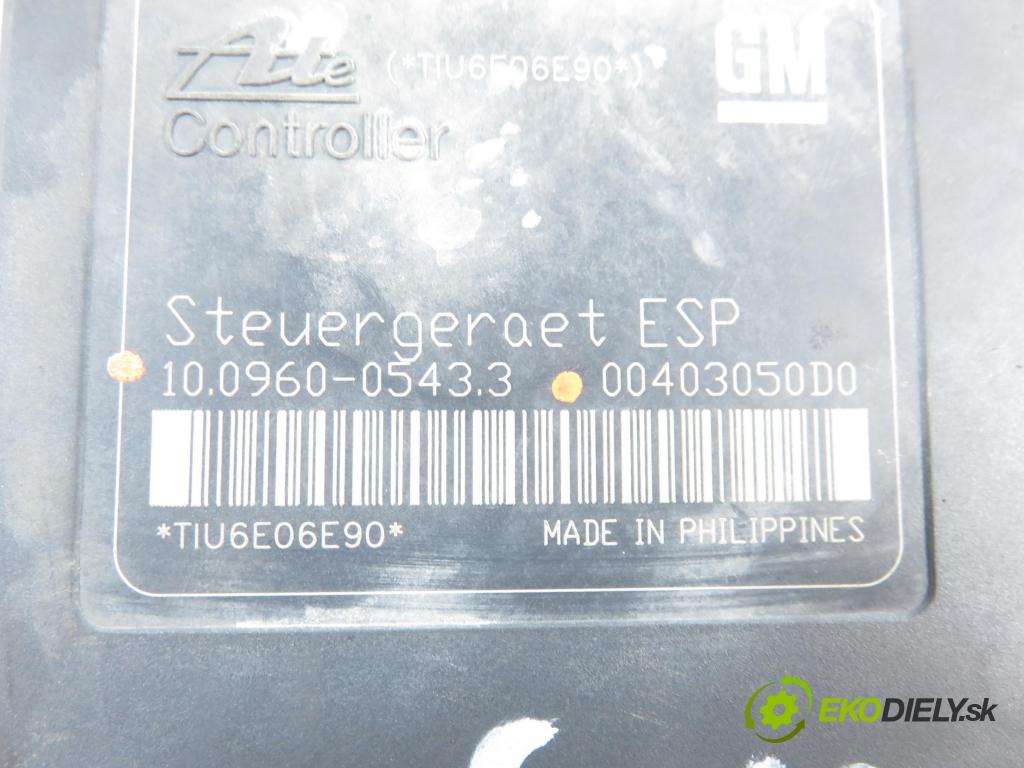 Ate (*TIU6E06E90*) GM
Controller
Steuergeraet ESP
10.0960-0543.3 00403050D0
*TIU6E06E90* MADE IN PHILIPPINES
EKODIELY.sk